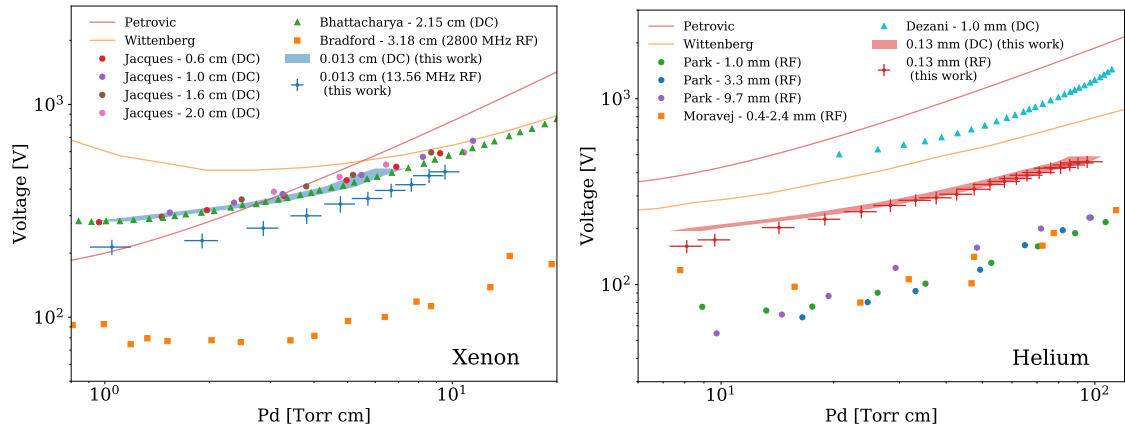 Petrovic
Wittenberg
Jacques - 0.6 cm (DC)
Jacques - 1.0 cm (DC)
Jacques - 1.6 cm (DC)
Jacques - 2.0 cm (DC)
Bhattacharya - 2.15 cm (DC)
Bradford - 3.18 cm (2800 MHz RF)
0.013 cm (DC) (this work)
0.013 cm (13.56 MHz RF)
(this work)
10³
10²
Voltage [V]
Xenon
10⁰
10¹
Pd [Torr cm]
Petrovic
Wittenberg
Park - 1.0 mm (RF)
Park - 3.3 mm (RF)
Park - 9.7 mm (RF)
Moravej - 0.4-2.4 mm (RF)
Dezani - 1.0 mm (DC)
0.13 mm (DC) (this work)
0.13 mm (RF)
(this work)
10³
10²
Voltage [V]
Helium
10¹
10²
Pd [Torr cm]